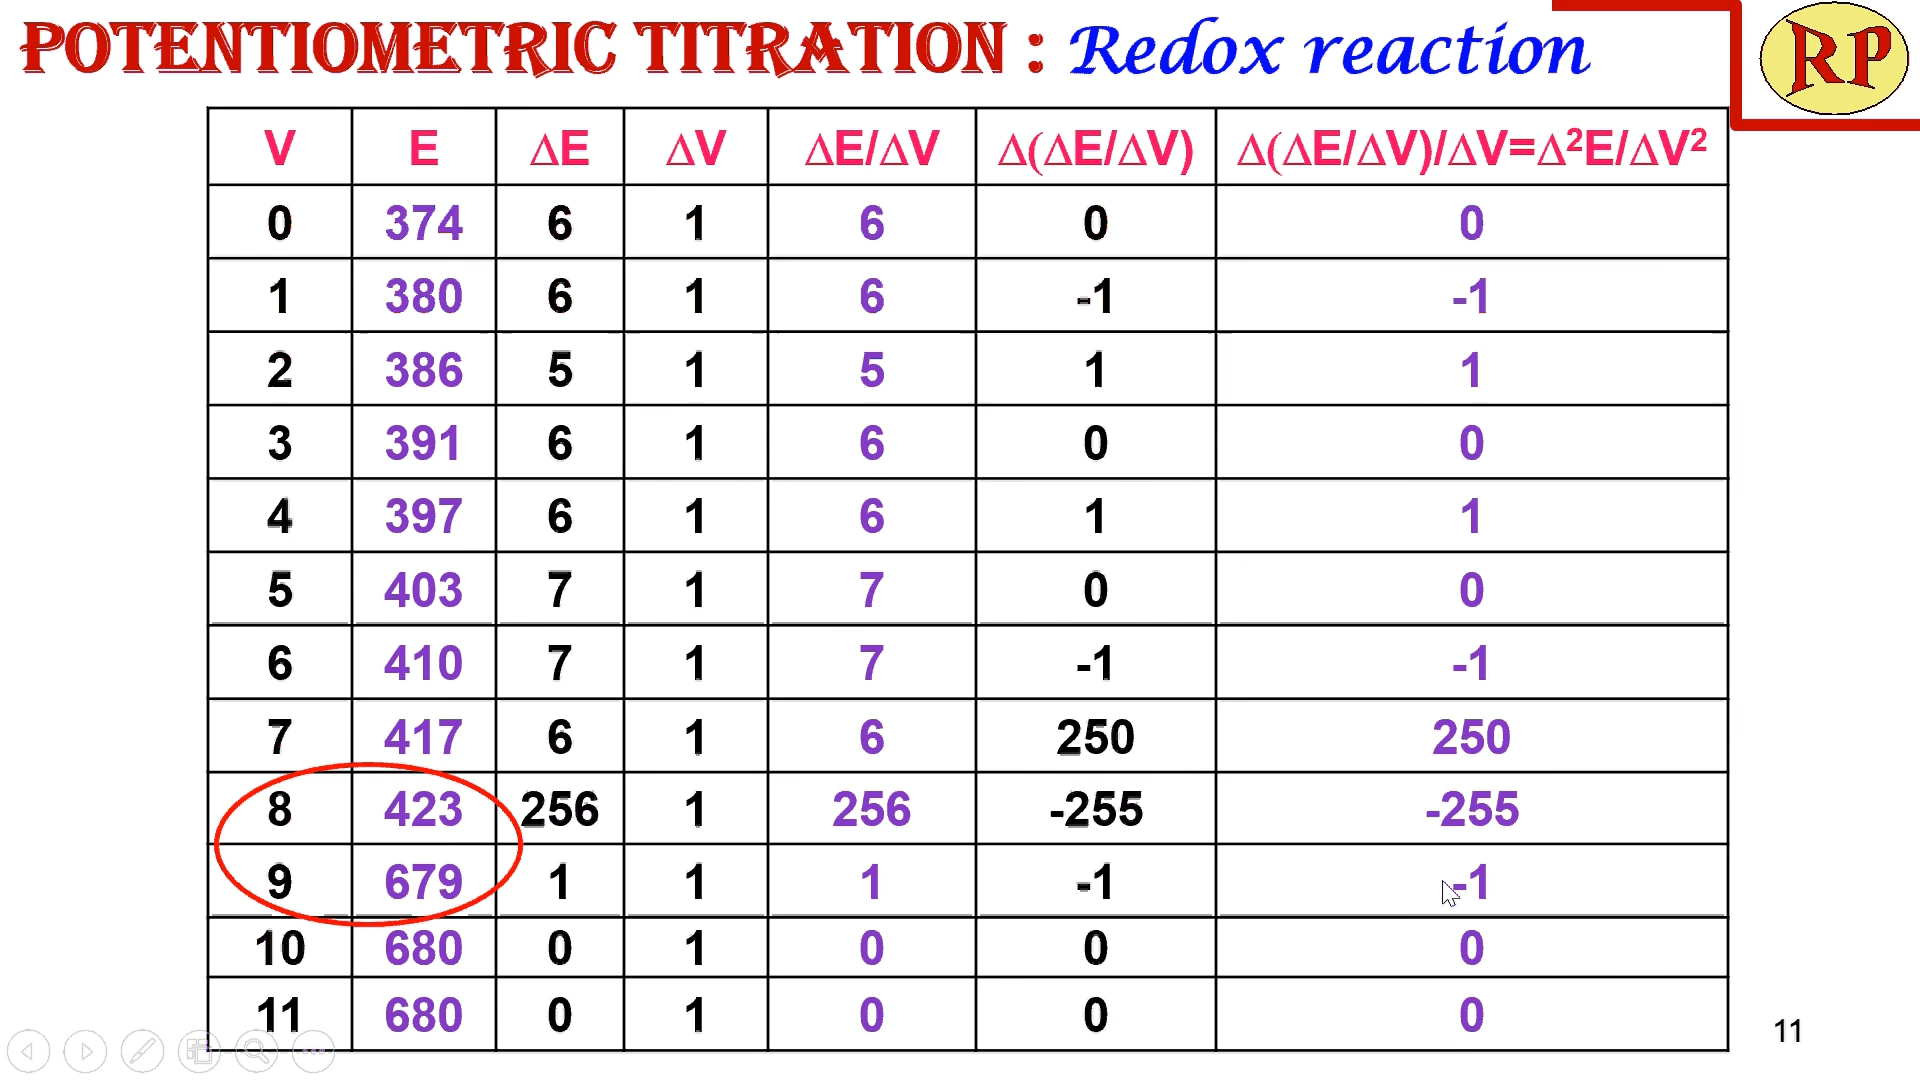 POTENTIOMETRIC TITRATION : Redox reaction
RP
V E ΔE ΔV ΔE/ΔV Δ(ΔE/ΔV) Δ(ΔE/ΔV)/ΔV=Δ²E/ΔV²
0 374 6 1 6 0 0
1 380 6 1 6 -1 -1
2 386 5 1 5 1 1
3 391 6 1 6 0 0
4 397 6 1 6 1 1
5 403 7 1 7 0 0
6 410 7 1 7 -1 -1
7 417 6 1 6 250 250
8 423 256 1 256 -255 -255
9 679 1 1 1 -1 -1
10 680 0 1 0 0 0
11 680 0 1 0 0 0
11